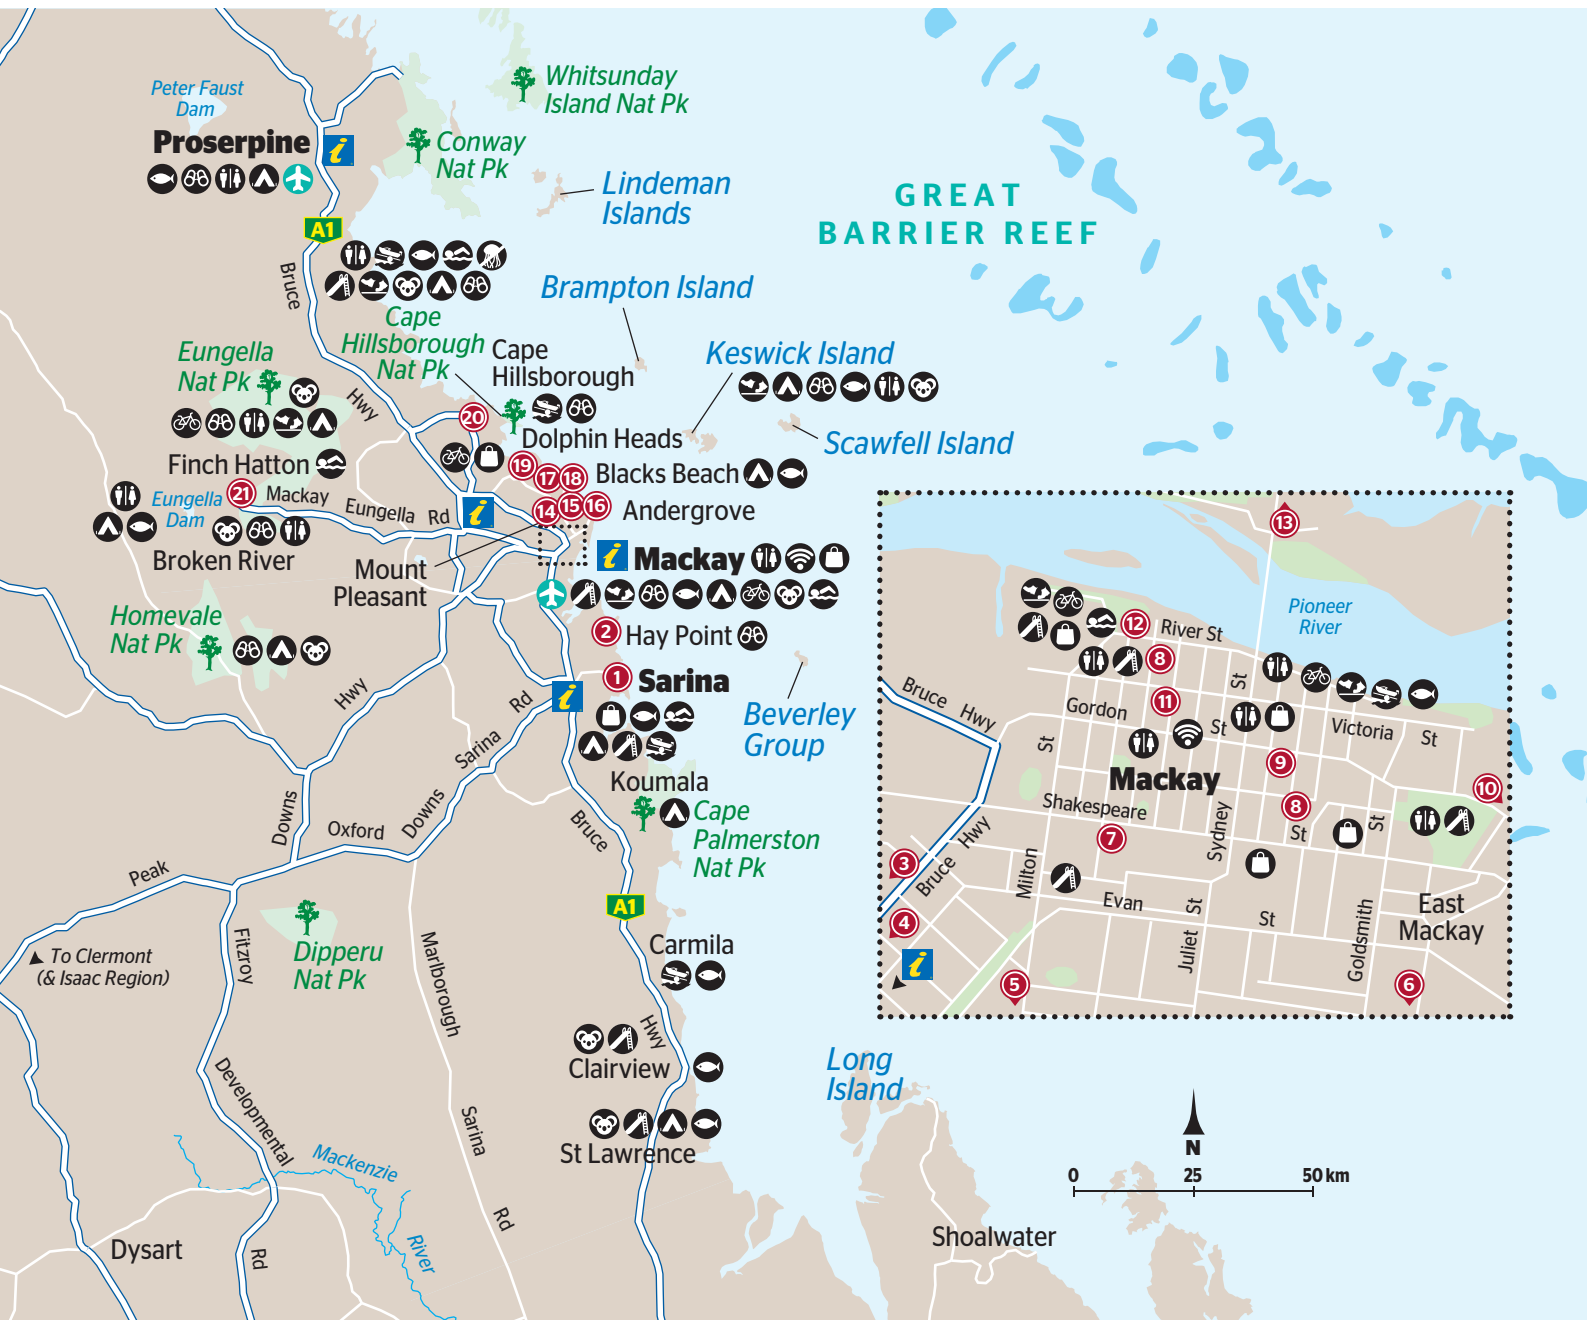 Peter Faust
Dam
Proserpine
Whitsunday
Island Nat Pk
Conway
Nat Pk
Lindeman
Islands
GREAT
BARRIER REEF
A1
Bruce
Hwy
Brampton Island
Cape
Hillsborough
Nat Pk
Cape
Hillsborough
Keswick Island
Scawfell Island
Eungella
Nat Pk
20
Dolphin Heads
19
17
18
Blacks Beach
14
15
16
Andergrove
Finch Hatton
21
Mackay
Eungella
Rd
Eungella
Dam
Broken River
Mount
Pleasant
i
Mackay
2
Hay Point
1
Sarina
Homevale
Nat Pk
Beverley
Group
Koumala
Cape
Palmerston
Nat Pk
Hwy
Downs
Peak
Oxford
Downs
Sarina
Rd
Bruce
A1
Hwy
To Clermont
(& Isaac Region)
Fitzroy
Developmental
Rd
Dipperu
Nat Pk
Marlborough
Sarina
Rd
Carmila
Clairview
St Lawrence
Mackenzie
River
Dysart
Long
Island
Shoalwater
N
0
25
50 km
13
Pioneer
River
12
River St
8
11
Gordon
St
St
Victoria
St
Bruce
Hwy
St
Mackay
9
10
Shakespeare
8
St
St
7
Sydney
St
3
Bruce
Hwy
Milton
Evan
St
Juliet
Goldsmith
East
Mackay
4
i
5
6
i
i
i